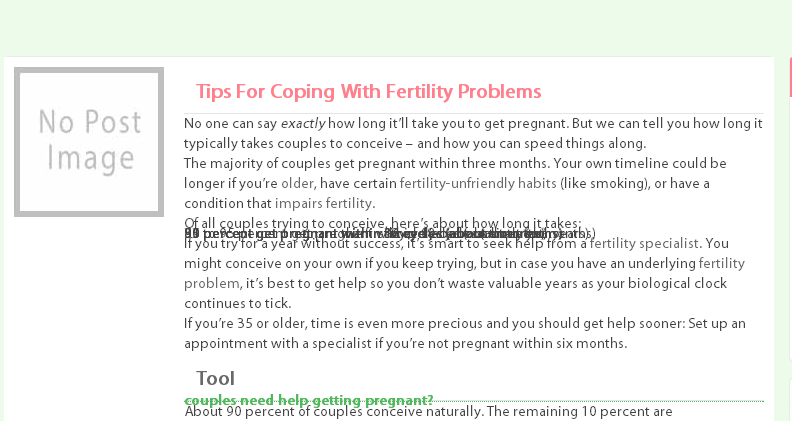 No Post
Image
Tips For Coping With Fertility Problems
No one can say exactly how long it'll take you to get pregnant. But we can tell you how long it
typically takes couples to conceive – and how you can speed things along.
The majority of couples get pregnant within three months. Your own timeline could be
longer if you're older, have certain fertility-unfriendly habits (like smoking), or have a
condition that impairs fertility.
Of all couples trying to conceive, here's about how long it takes:
percent get pregnant within
If you try for a year without success, it's smart to seek help from a fertility specialist. You
might conceive on your own if you keep trying, but in case you have an underlying fertility
problem, it's best to get help so you don't waste valuable years as your biological clock
continues to tick.
If you're 35 or older, time is even more precious and you should get help sooner: Set up an
appointment with a specialist if you're not pregnant within six months.
Tool
couples need help getting pregnant?
About 90 percent of couples conceive naturally. The remaining 10 percent are